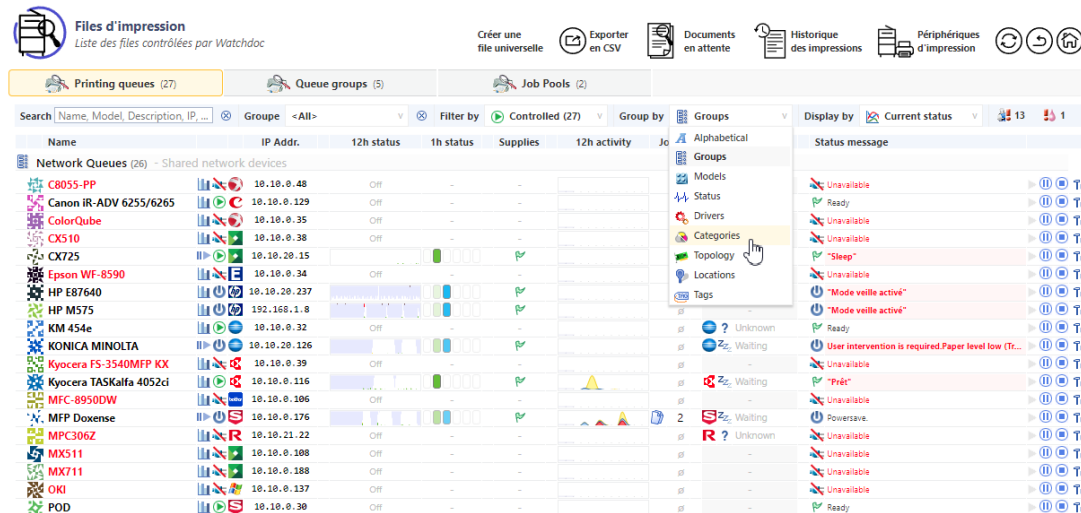 Files d'impression
Liste des files contrôlées par Watchdoc
Créer une
file universelle
Exporter
en CSV
Documents
en attente
Historique
des impressions
Périphériques
d'impression
Printing queues (27)
Queue groups (5)
Job Pools (2)
Search Name, Model, Description, IP, ... Groupe <All> Filter by Controlled (27) Group by Groups Display by Current status 13 1
Name IP Addr. 12h status 1h status Supplies 12h activity Jo Status message
Alphabetical
Groups
Models
Status
Drivers
Categories
Topology
Locations
Tags
Network Queues (26) - Shared network devices
C8055-PP 10.10.0.48 Off - - Unavailable
Canon iR-ADV 6255/6265 10.10.0.129 Off - - Ready
ColorQube 10.10.0.35 Off - - Unavailable
CX510 10.10.0.38 Off - - Unavailable
CX725 10.10.20.15 "Sleep"
Epson WF-8590 10.10.0.34 Off - - Unavailable
HP E87640 10.10.20.237 "Mode veille activé"
HP M575 192.168.1.8 "Mode veille activé"
KM 454e 10.10.0.32 Off - - ø ? Unknown Ready
KONICA MINOLTA 10.10.20.126 ø Waiting User intervention is required.Paper level low (Tr...
Kyocera FS-3540MFP KX 10.10.0.39 Off - - ø - Unavailable
Kyocera TASKalfa 4052ci 10.10.0.116 ø Waiting "Prêt"
MFC-8950DW 10.10.0.106 Off - - ø - Unavailable
MFP Doxense 10.10.0.176 2 Waiting Powersave.
MPC306Z 10.10.21.22 Off - - ø R ? Unknown Unavailable
MX511 10.10.0.108 Off - - ø - Unavailable
MX711 10.10.0.188 Off - - ø - Unavailable
OKI 10.10.0.137 Off - - ø - Unavailable
POD 10.10.0.30 Off - - ø - Ready